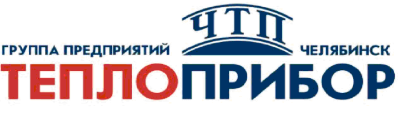 ЧТП
ГРУППА ПРЕДПРИЯТИЙ ЧЕЛЯБИНСК
ТЕПЛОПРИБОР